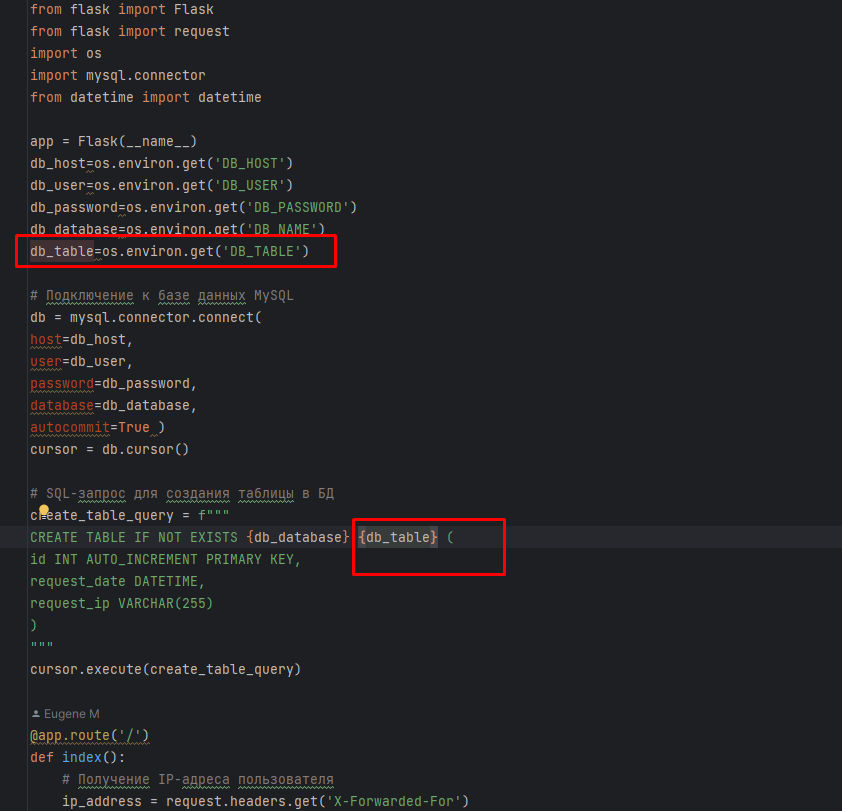 from flask import Flask
from flask import request
import os
import mysql.connector
from datetime import datetime
app = Flask(__name__)
db_host=os.environ.get('DB_HOST')
db_user=os.environ.get('DB_USER')
db_password=os.environ.get('DB_PASSWORD')
db_database=os.environ.get('DB_NAME')
db_table=os.environ.get('DB_TABLE')
# Подключение к базе данных MySQL
db = mysql.connector.connect(
host=db_host,
user=db_user,
password=db_password,
database=db_database,
autocommit=True )
cursor = db.cursor()
# SQL-запрос для создания таблицы в БД
create_table_query = f"""
CREATE TABLE IF NOT EXISTS {db_database} {db_table} (
id INT AUTO_INCREMENT PRIMARY KEY,
request_date DATETIME,
request_ip VARCHAR(255)
)
"""
cursor.execute(create_table_query)
Eugene M
@app.route('/')
def index():
    # Получение IP-адреса пользователя
    ip_address = request.headers.get('X-Forwarded-For')